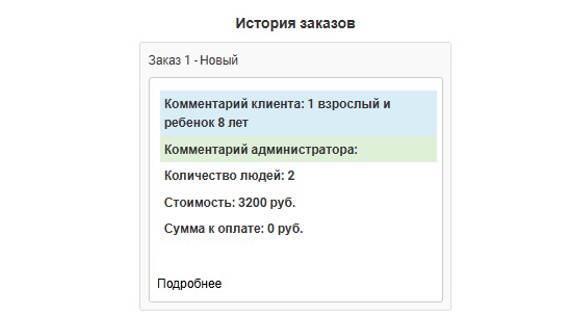 История заказов
Заказ 1 - Новый
Комментарий клиента: 1 взрослый и
ребенок 8 лет
Комментарий администратора:
Количество людей: 2
Стоимость: 3200 руб.
Сумма к оплате: 0 руб.
Подробнее